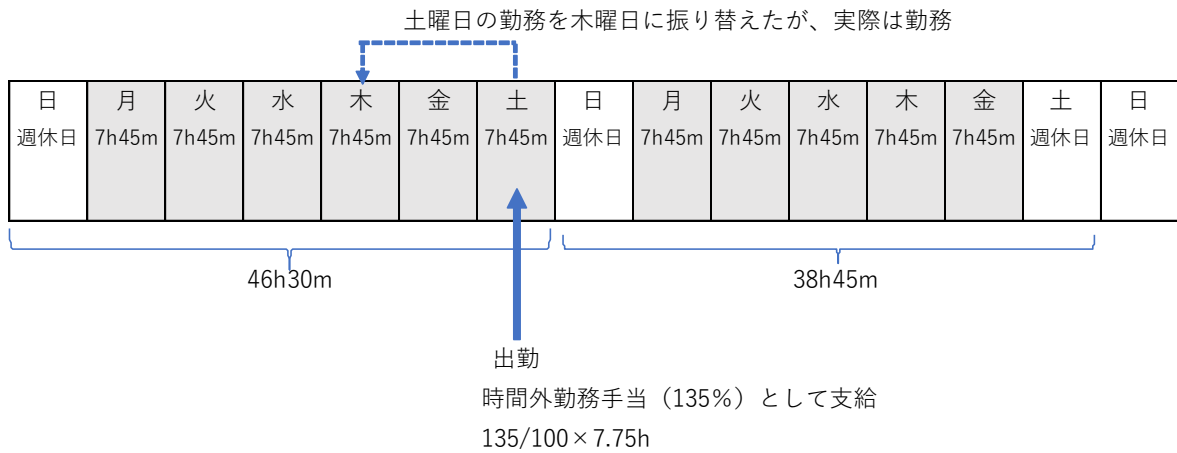 土曜日の勤務を木曜日に振り替えたが、実際は勤務
日 月 火 水 木 金 土 日 月 火 水 木 金 土 日
週休日 7h45m 7h45m 7h45m 7h45m 7h45m 7h45m 週休日 7h45m 7h45m 7h45m 7h45m 7h45m 週休日 週休日
46h30m 38h45m
出勤
時間外勤務手当（135%）として支給
135/100×7.75h